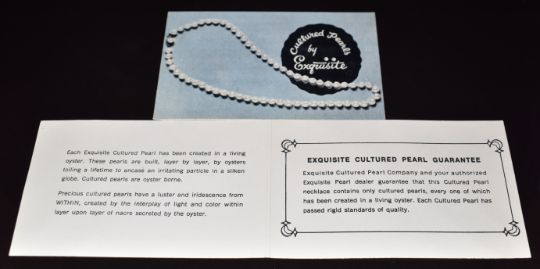 Cultured Pearls
by
Exquisite
Each Exquisite Cultured Pearl has been created in a living
oyster. These pearls are built, layer by layer, by oysters
toiling a lifetime to encase an irritating particle in a silken
globe. Cultured pearls are oyster borne.
Precious cultured pearls have a luster and iridescence from
WITHIN, created by the interplay of light and color within
layer upon layer of nacre secreted by the oyster.
EXQUISITE CULTURED PEARL GUARANTEE
Exquisite Cultured Pearl Company and your authorized
Exquisite Pearl dealer guarantee that this Cultured Pearl
necklace contains only cultured pearls, every one of which
has been created in a living oyster. Each Cultured Pearl has
passed rigid standards of quality.